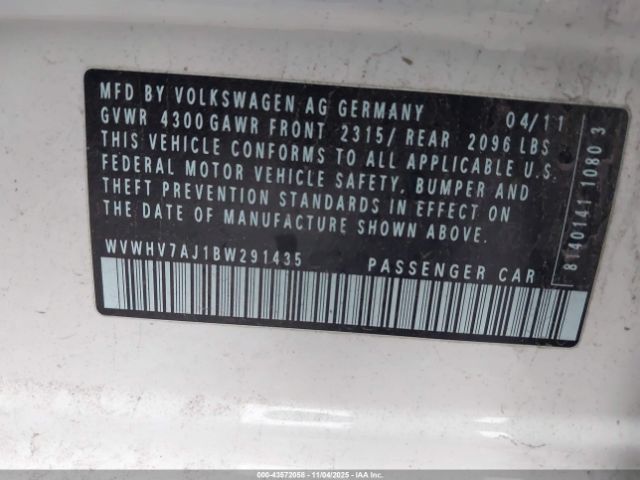 MFD BY VOLKSWAGEN AG GERMANY 04/11
GVWR 4300 GAWR FRONT 2315/ REAR 2096 LBS
THIS VEHICLE CONFORMS TO ALL APPLICABLE U.S.
FEDERAL MOTOR VEHICLE SAFETY, BUMPER AND
THEFT PREVENTION STANDARDS IN EFFECT ON
THE DATE OF MANUFACTURE SHOWN ABOVE.
WVWHV7AJ1BW291435 PASSENGER CAR
8140141 1080 3
000-43572058 - 11/04/2025 - iaai.com